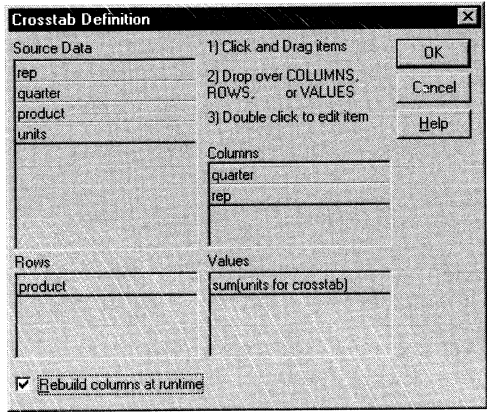 Crosstab Definition
Source Data
rep
quarter
product
units
1) Click and Drag items
2) Drop over COLUMNS,
ROWS, or VALUES
3) Double click to edit item
OK
Cancel
Help
Columns
quarter
rep
Rows
product
Values
sum(units for crosstab)
Rebuild columns at runtime